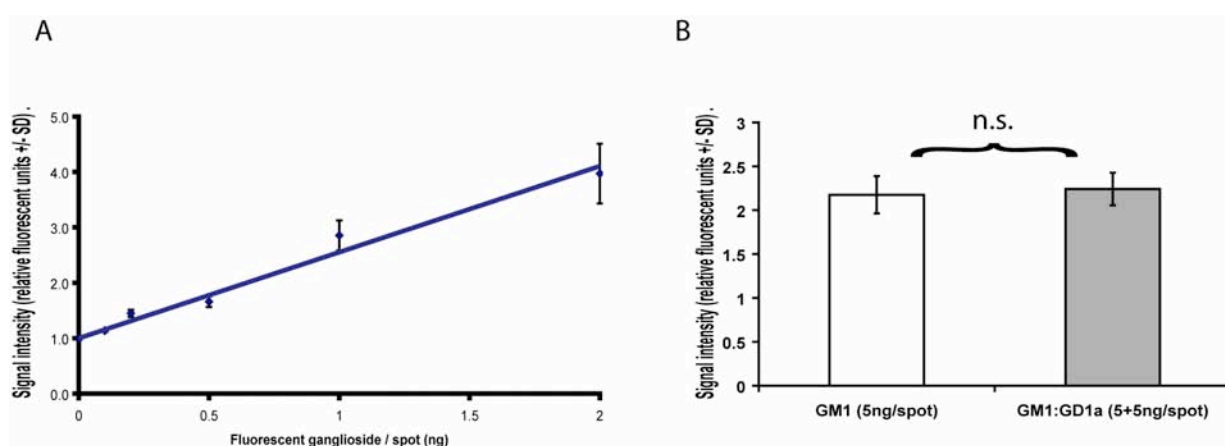 A
Signal intensity (relative fluorescent units +/- SD) .
5.0
4.0
3.0
2.0
1.0
0.0
0
0.5
1
1.5
2
Fluorescent ganglioside / spot (ng)
B
Signal intensity (relative fluorescent units +/- SD) .
3
2.5
2
1.5
1
0.5
0
n.s.
GM1 (5ng/spot)
GM1:GD1a (5+5ng/spot)